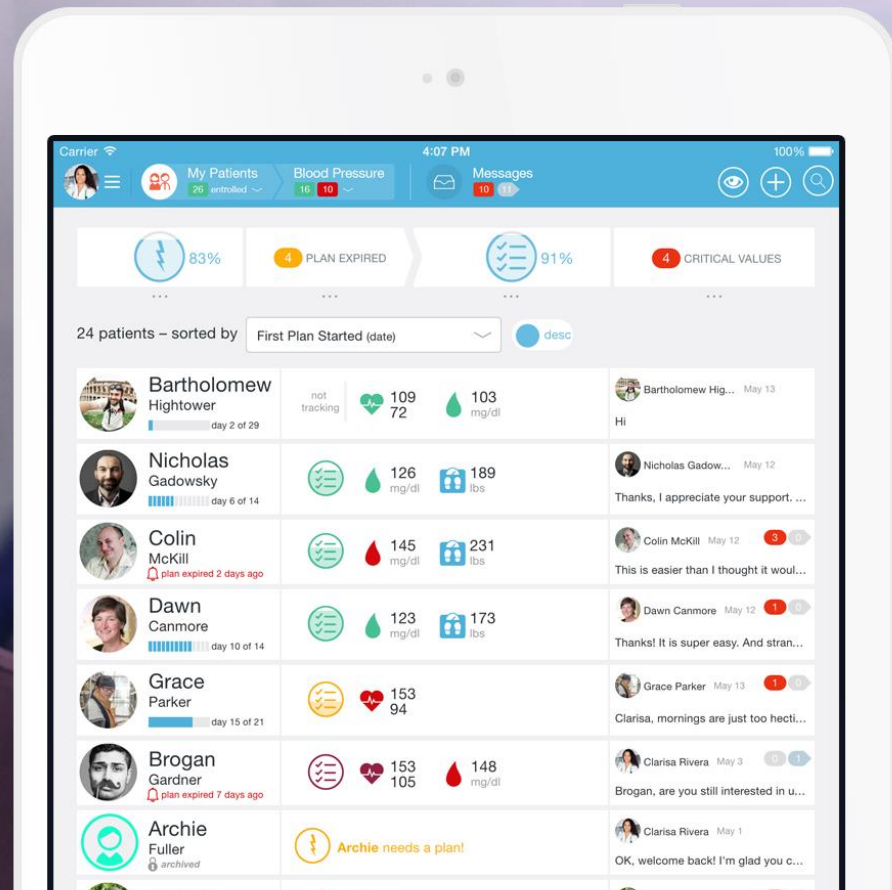 Carrier 4:07 PM 100%
My Patients Blood Pressure Messages
26 entrolled 16 10 10 11
83% 4 PLAN EXPIRED 91% 4 CRITICAL VALUES
24 patients – sorted by First Plan Started (date) desc
Bartholomew
Hightower
day 2 of 29
not tracking 109 72 103 mg/dl
Bartholomew Hig... May 13
Hi
Nicholas
Gadowsky
day 6 of 14
126 mg/dl 189 lbs
Nicholas Gadow... May 12
Thanks, I appreciate your support. ...
Colin
McKill
plan expired 2 days ago
145 mg/dl 231 lbs
Colin McKill May 12 3 0
This is easier than I thought it woul...
Dawn
Canmore
day 10 of 14
123 mg/dl 173 lbs
Dawn Canmore May 12 1 0
Thanks! It is super easy. And stran...
Grace
Parker
day 15 of 21
153 94
Grace Parker May 13 1 0
Clarisa, mornings are just too hecti...
Brogan
Gardner
plan expired 7 days ago
153 105 148 mg/dl
Clarisa Rivera May 3 0 1
Brogan, are you still interested in u...
Archie
Fuller
archived
Archie needs a plan!
Clarisa Rivera May 1
OK, welcome back! I'm glad you c...